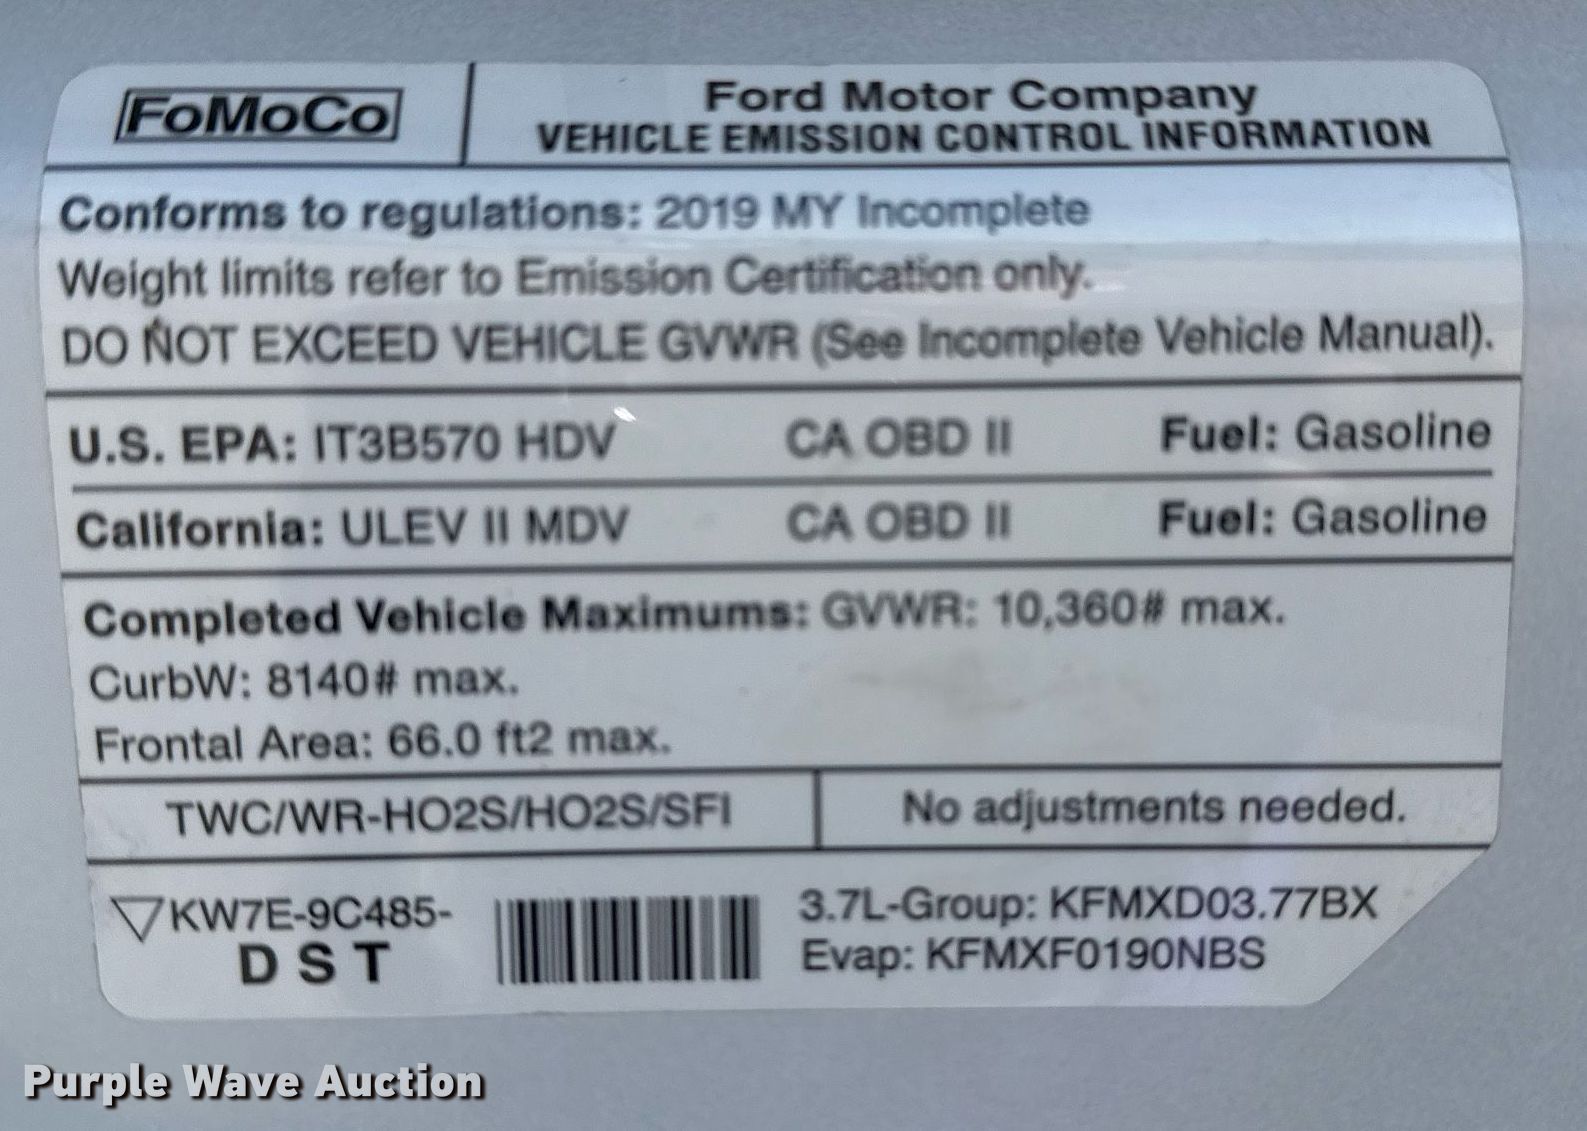 FoMoCo
Ford Motor Company
VEHICLE EMISSION CONTROL INFORMATION
Conforms to regulations: 2019 MY Incomplete
Weight limits refer to Emission Certification only.
DO NOT EXCEED VEHICLE GVWR (See Incomplete Vehicle Manual).
U.S. EPA: IT3B570 HDV CA OBD II Fuel: Gasoline
California: ULEV II MDV CA OBD II Fuel: Gasoline
Completed Vehicle Maximums: GVWR: 10,360# max.
CurbW: 8140# max.
Frontal Area: 66.0 ft2 max.
TWC/WR-HO2S/HO2S/SFI No adjustments needed.
KW7E-9C485-
D S T
3.7L-Group: KFMXD03.77BX
Evap: KFMXF0190NBS
Purple Wave Auction